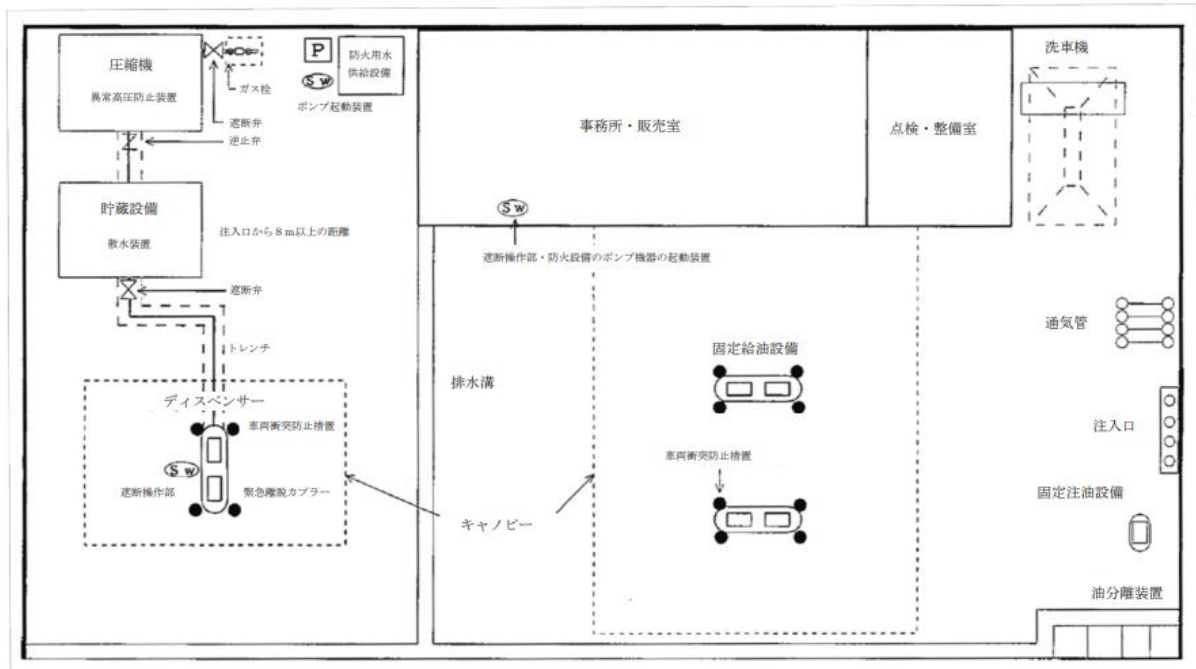 圧縮機
異常高圧防止装置
ガス栓
遮断弁
逆止弁
P
防火用水
供給設備
SW
ポンプ起動装置
事務所・販売室
点検・整備室
洗車機
貯蔵設備
散水装置
注入口から8m以上の距離
SW
遮断操作部・防火設備のポンプ機器の起動装置
遮断弁
トレンチ
通気管
固定給油設備
排水溝
ディスペンサー
車両衝突防止措置
注入口
SW
遮断操作部
緊急離脱カプラー
車両衝突防止措置
固定注油設備
キャノピー
油分離装置